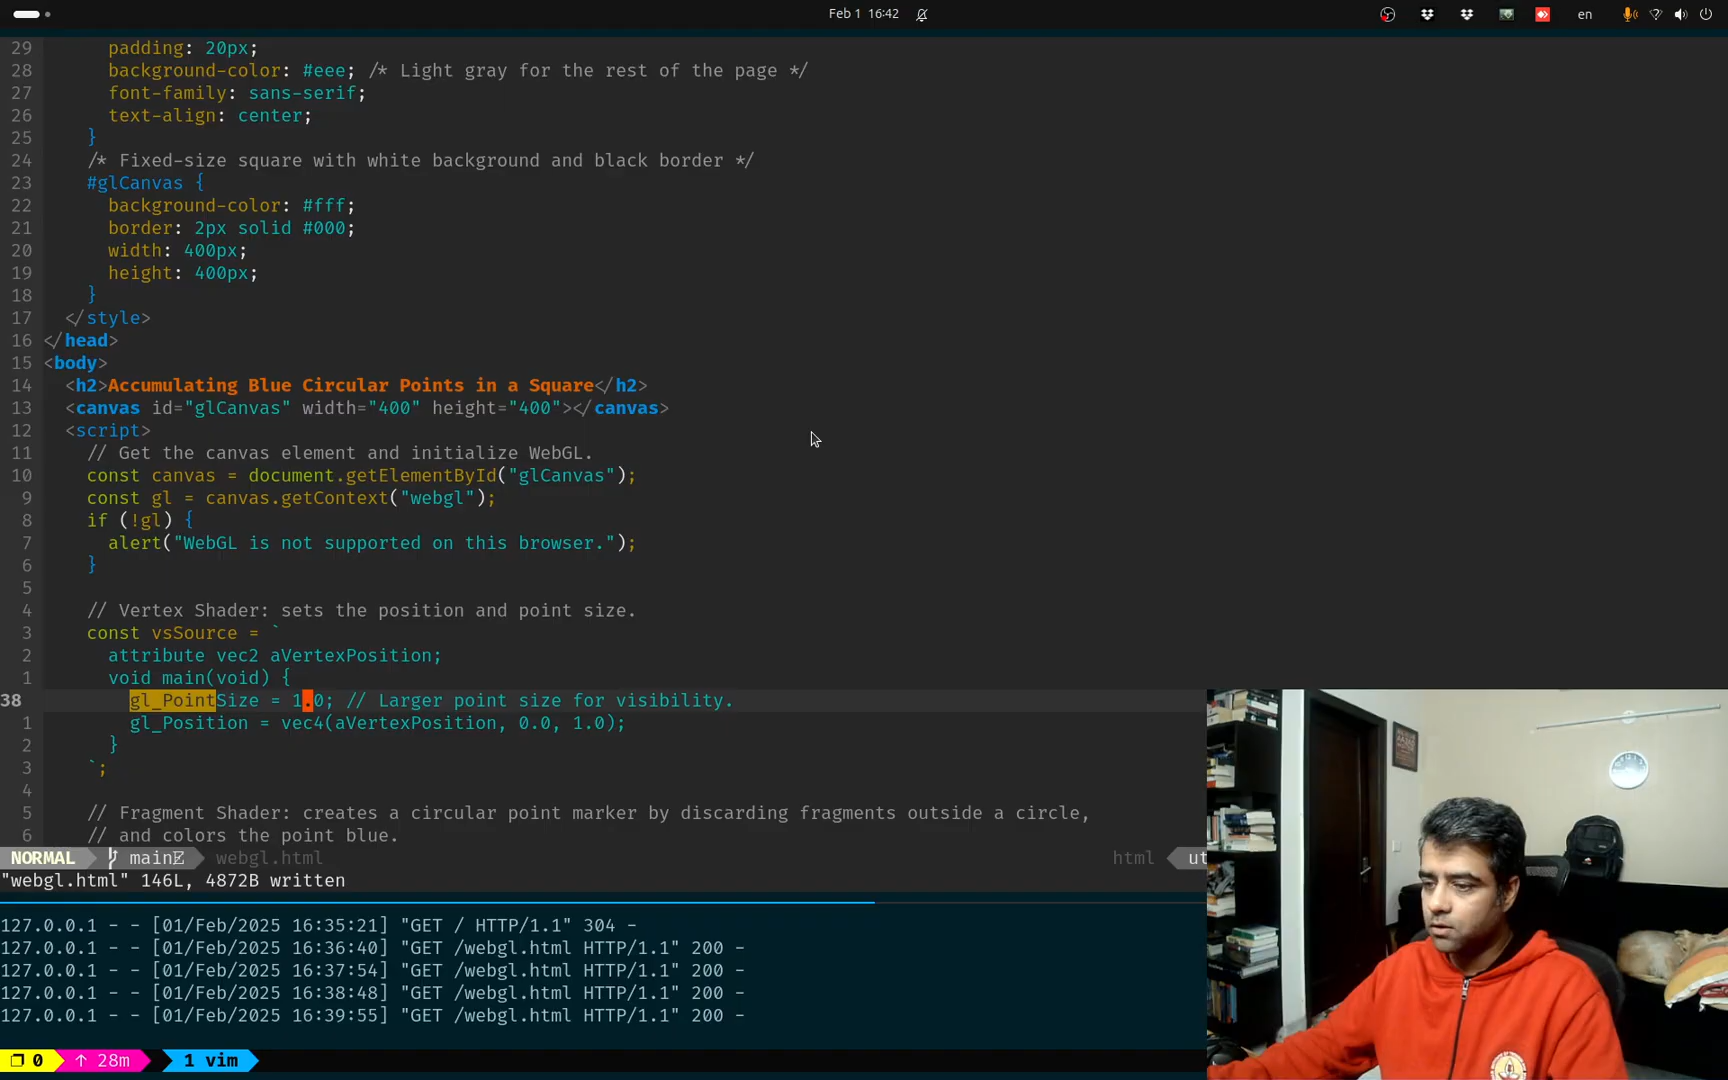 Feb 1 16:42
en
29 padding: 20px;
28 background-color: #eee; /* Light gray for the rest of the page */
27 font-family: sans-serif;
26 text-align: center;
25 }
24 /* Fixed-size square with white background and black border */
23 #glCanvas {
22 background-color: #fff;
21 border: 2px solid #000;
20 width: 400px;
19 height: 400px;
18 }
17 </style>
16 </head>
15 <body>
14 <h2>Accumulating Blue Circular Points in a Square</h2>
13 <canvas id="glCanvas" width="400" height="400"></canvas>
12 <script>
11 // Get the canvas element and initialize WebGL.
10 const canvas = document.getElementById("glCanvas");
9 const gl = canvas.getContext("webgl");
8 if (!gl) {
7 alert("WebGL is not supported on this browser.");
6 }
5
4 // Vertex Shader: sets the position and point size.
3 const vsSource = `
2 attribute vec2 aVertexPosition;
1 void main(void) {
38 gl_PointSize = 1.0; // Larger point size for visibility.
1 gl_Position = vec4(aVertexPosition, 0.0, 1.0);
2 }
3 `;
4
5 // Fragment Shader: creates a circular point marker by discarding fragments outside a circle,
6 // and colors the point blue.
NORMAL main webgl.html html ut
"webgl.html" 146L, 4872B written
127.0.0.1 - - [01/Feb/2025 16:35:21] "GET / HTTP/1.1" 304 -
127.0.0.1 - - [01/Feb/2025 16:36:40] "GET /webgl.html HTTP/1.1" 200 -
127.0.0.1 - - [01/Feb/2025 16:37:54] "GET /webgl.html HTTP/1.1" 200 -
127.0.0.1 - - [01/Feb/2025 16:38:48] "GET /webgl.html HTTP/1.1" 200 -
127.0.0.1 - - [01/Feb/2025 16:39:55] "GET /webgl.html HTTP/1.1" 200 -
0 ↑ 28m 1 vim